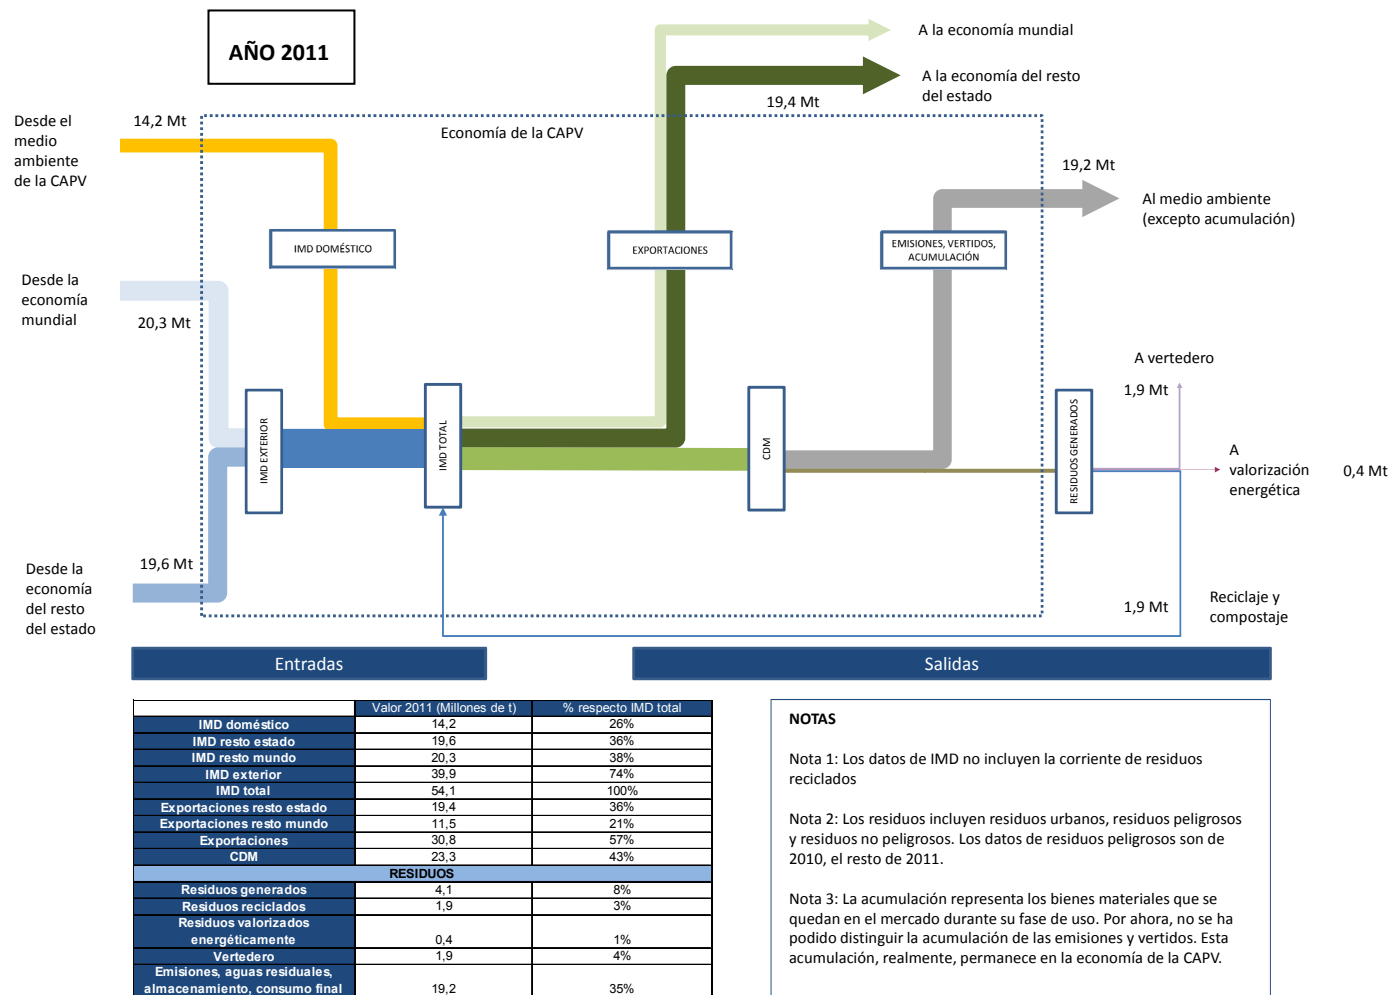 AÑO 2011
A la economía mundial
A la economía del resto
del estado
19,4 Mt
Desde el
medio
ambiente
de la CAPV
14,2 Mt
Economía de la CAPV
19,2 Mt
Al medio ambiente
(excepto acumulación)
IMD DOMÉSTICO
EXPORTACIONES
EMISIONES, VERTIDOS,
ACUMULACIÓN
Desde la
economía
mundial
20,3 Mt
A vertedero
1,9 Mt
IMD EXTERIOR
IMD TOTAL
CDM
RESIDUOS GENERADOS
A
valorización
energética
0,4 Mt
19,6 Mt
Desde la
economía
del resto
del estado
1,9 Mt
Reciclaje y
compostaje
Entradas
Salidas
Valor 2011 (Millones de t) % respecto IMD total
IMD doméstico 14,2 26%
IMD resto estado 19,6 36%
IMD resto mundo 20,3 38%
IMD exterior 39,9 74%
IMD total 54,1 100%
Exportaciones resto estado 19,4 36%
Exportaciones resto mundo 11,5 21%
Exportaciones 30,8 57%
CDM 23,3 43%
RESIDUOS
Residuos generados 4,1 8%
Residuos reciclados 1,9 3%
Residuos valorizados
energéticamente 0,4 1%
Vertedero 1,9 4%
Emisiones, aguas residuales,
almacenamiento, consumo final 19,2 35%
NOTAS
Nota 1: Los datos de IMD no incluyen la corriente de residuos
reciclados
Nota 2: Los residuos incluyen residuos urbanos, residuos peligrosos
y residuos no peligrosos. Los datos de residuos peligrosos son de
2010, el resto de 2011.
Nota 3: La acumulación representa los bienes materiales que se
quedan en el mercado durante su fase de uso. Por ahora, no se ha
podido distinguir la acumulación de las emisiones y vertidos. Esta
acumulación, realmente, permanece en la economía de la CAPV.